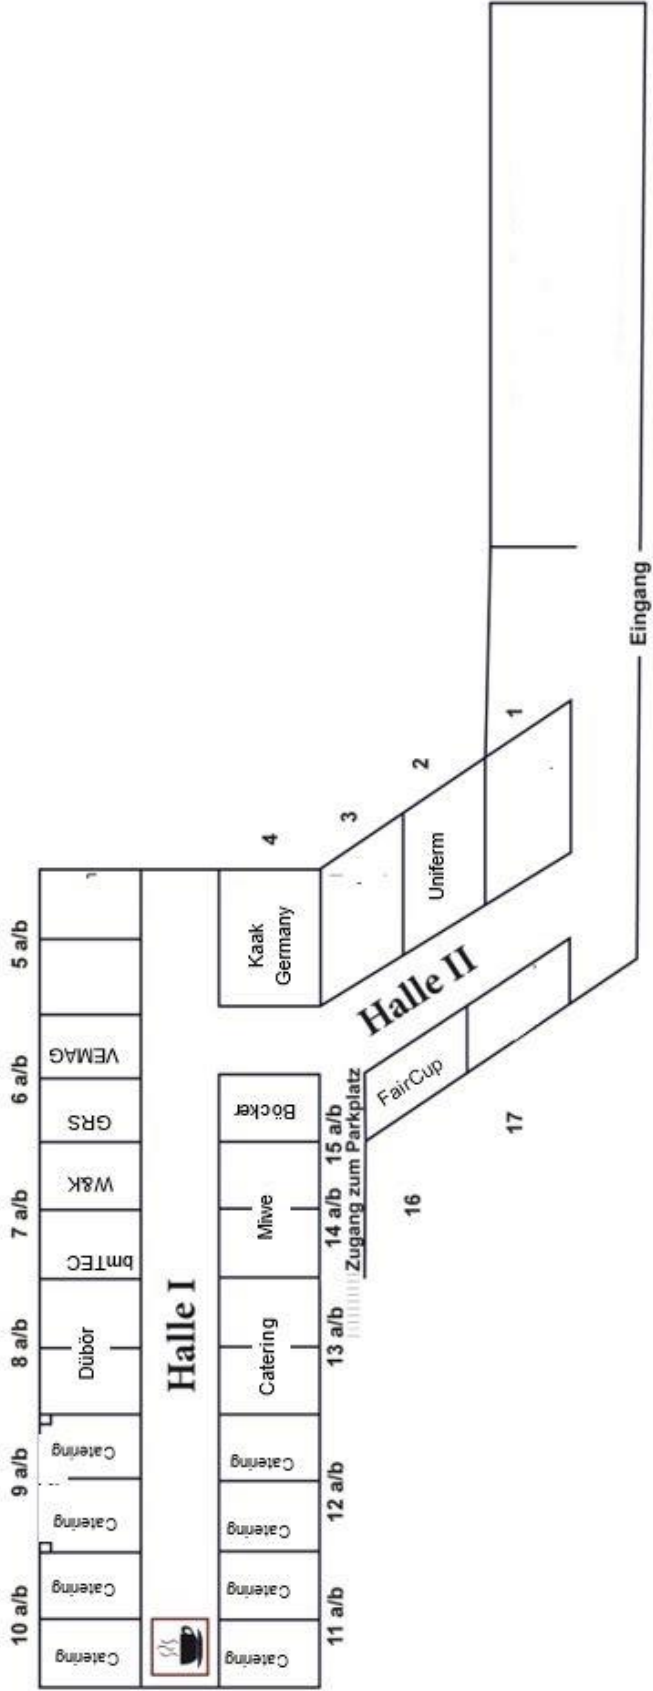 Eingang
1
2
3
4
Uniferm
Kaak
Germany
Halle II
FairCup
17
16
Zugang zum Parkplatz
5 a/b
6 a/b
7 a/b
8 a/b
9 a/b
10 a/b
VEMAG
GRS
W&K
bmTEC
Dübör
Catering
Catering
Catering
Catering
Halle I
Böcker
Miwe
Catering
Catering
Catering
Catering
Catering
15 a/b
14 a/b
13 a/b
12 a/b
11 a/b